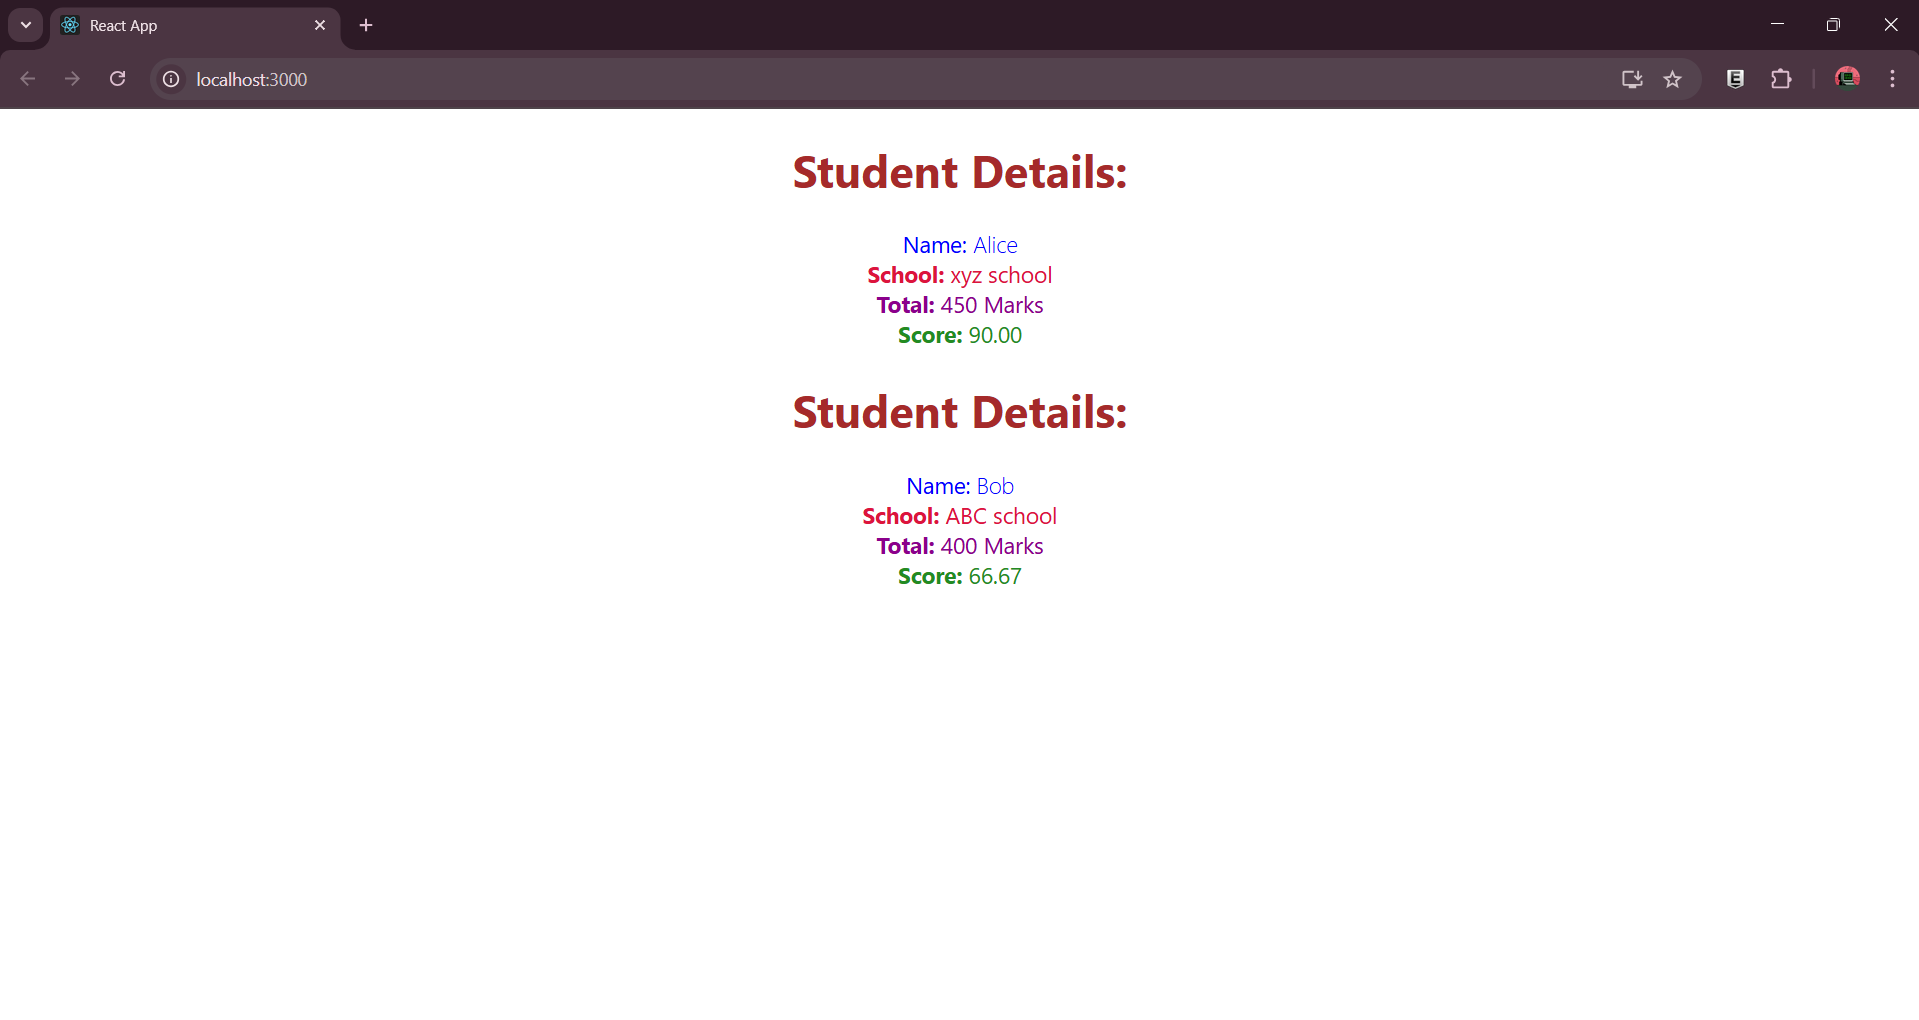 React App
localhost:3000
Student Details:
Name: Alice
School: xyz school
Total: 450 Marks
Score: 90.00
Student Details:
Name: Bob
School: ABC school
Total: 400 Marks
Score: 66.67